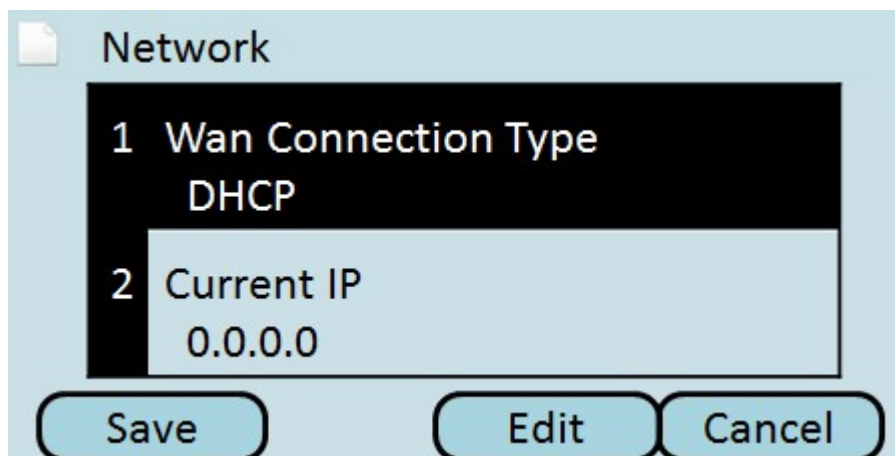 Network
1 Wan Connection Type
DHCP
2 Current IP
0.0.0.0
Save Edit Cancel